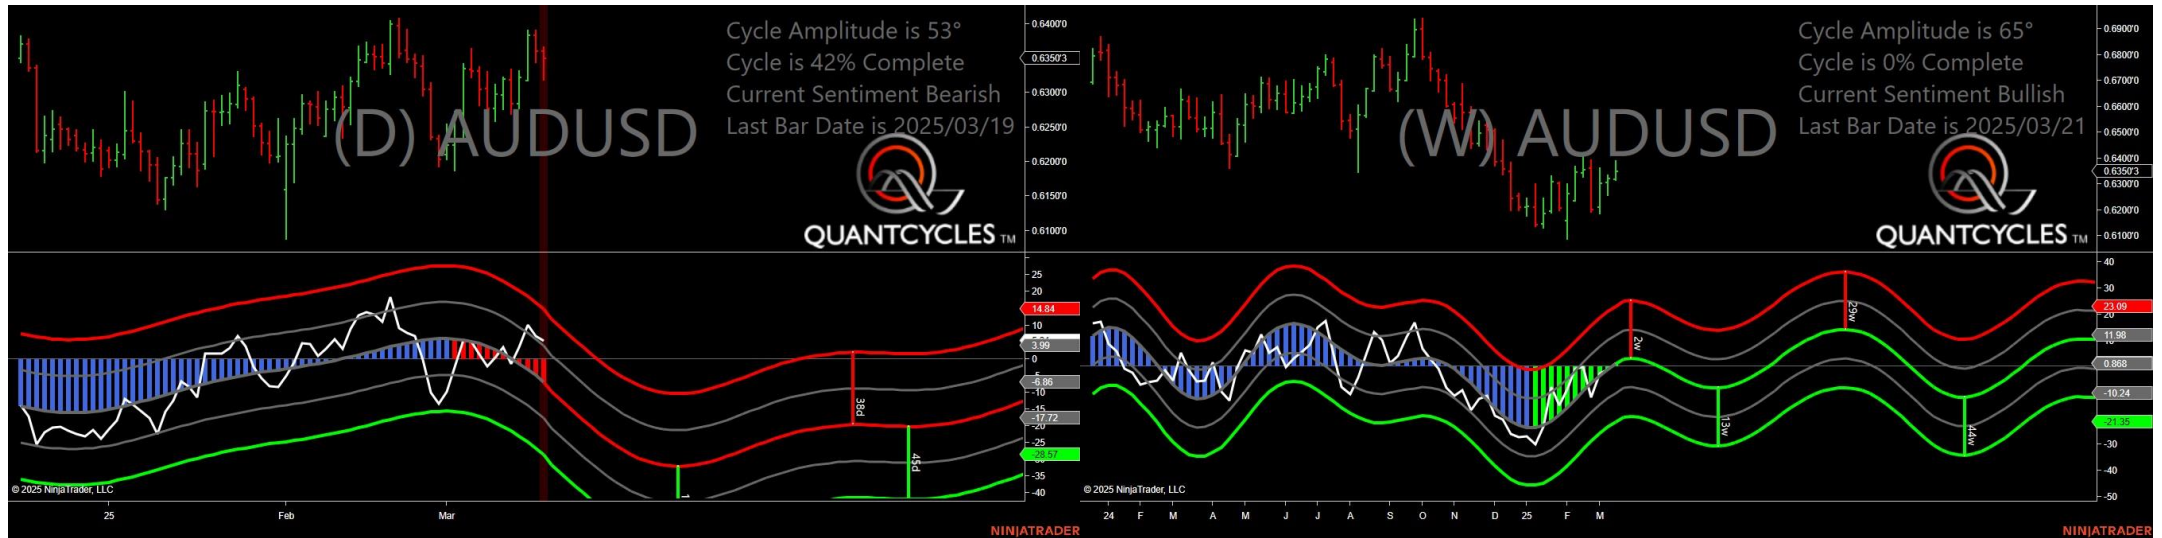 Cycle Amplitude is 53°
Cycle is 42% Complete
Current Sentiment Bearish
Last Bar Date is 2025/03/19
(D) AUDUSD
QUANTCYCLES TM
0.6400'0
0.6350'3
0.6300'0
0.6250'0
0.6200'0
0.6150'0
0.6100'0
25
20
14.84
10
3.99
0
-6.86
-10
-15
-17.72
-20
-25
-28.57
-35
-40
38d
45d
1
© 2025 NinjaTrader, LLC
25
Feb
Mar
NINJATRADER
Cycle Amplitude is 65°
Cycle is 0% Complete
Current Sentiment Bullish
Last Bar Date is 2025/03/21
(W) AUDUSD
QUANTCYCLES TM
0.6900'0
0.6800'0
0.6700'0
0.6600'0
0.6500'0
0.6400'0
0.6350'3
0.6300'0
0.6200'0
0.6100'0
40
30
23.09
20
11.98
0.868
-10.24
-21.35
-30
-40
-50
2w
13w
29w
44w
© 2025 NinjaTrader, LLC
24 F M A M J J A S O N D 25 F M
NINJATRADER